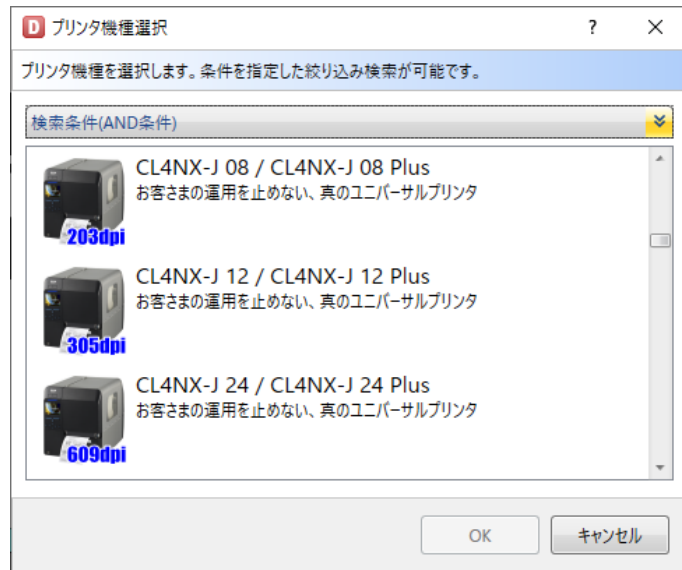 D プリンタ機種選択 ? ×
プリンタ機種を選択します。条件を指定した絞り込み検索が可能です。
検索条件(AND条件)
CL4NX-J 08 / CL4NX-J 08 Plus
お客さまの運用を止めない、真のユニバーサルプリンタ
203dpi
CL4NX-J 12 / CL4NX-J 12 Plus
お客さまの運用を止めない、真のユニバーサルプリンタ
305dpi
CL4NX-J 24 / CL4NX-J 24 Plus
お客さまの運用を止めない、真のユニバーサルプリンタ
609dpi
OK キャンセル